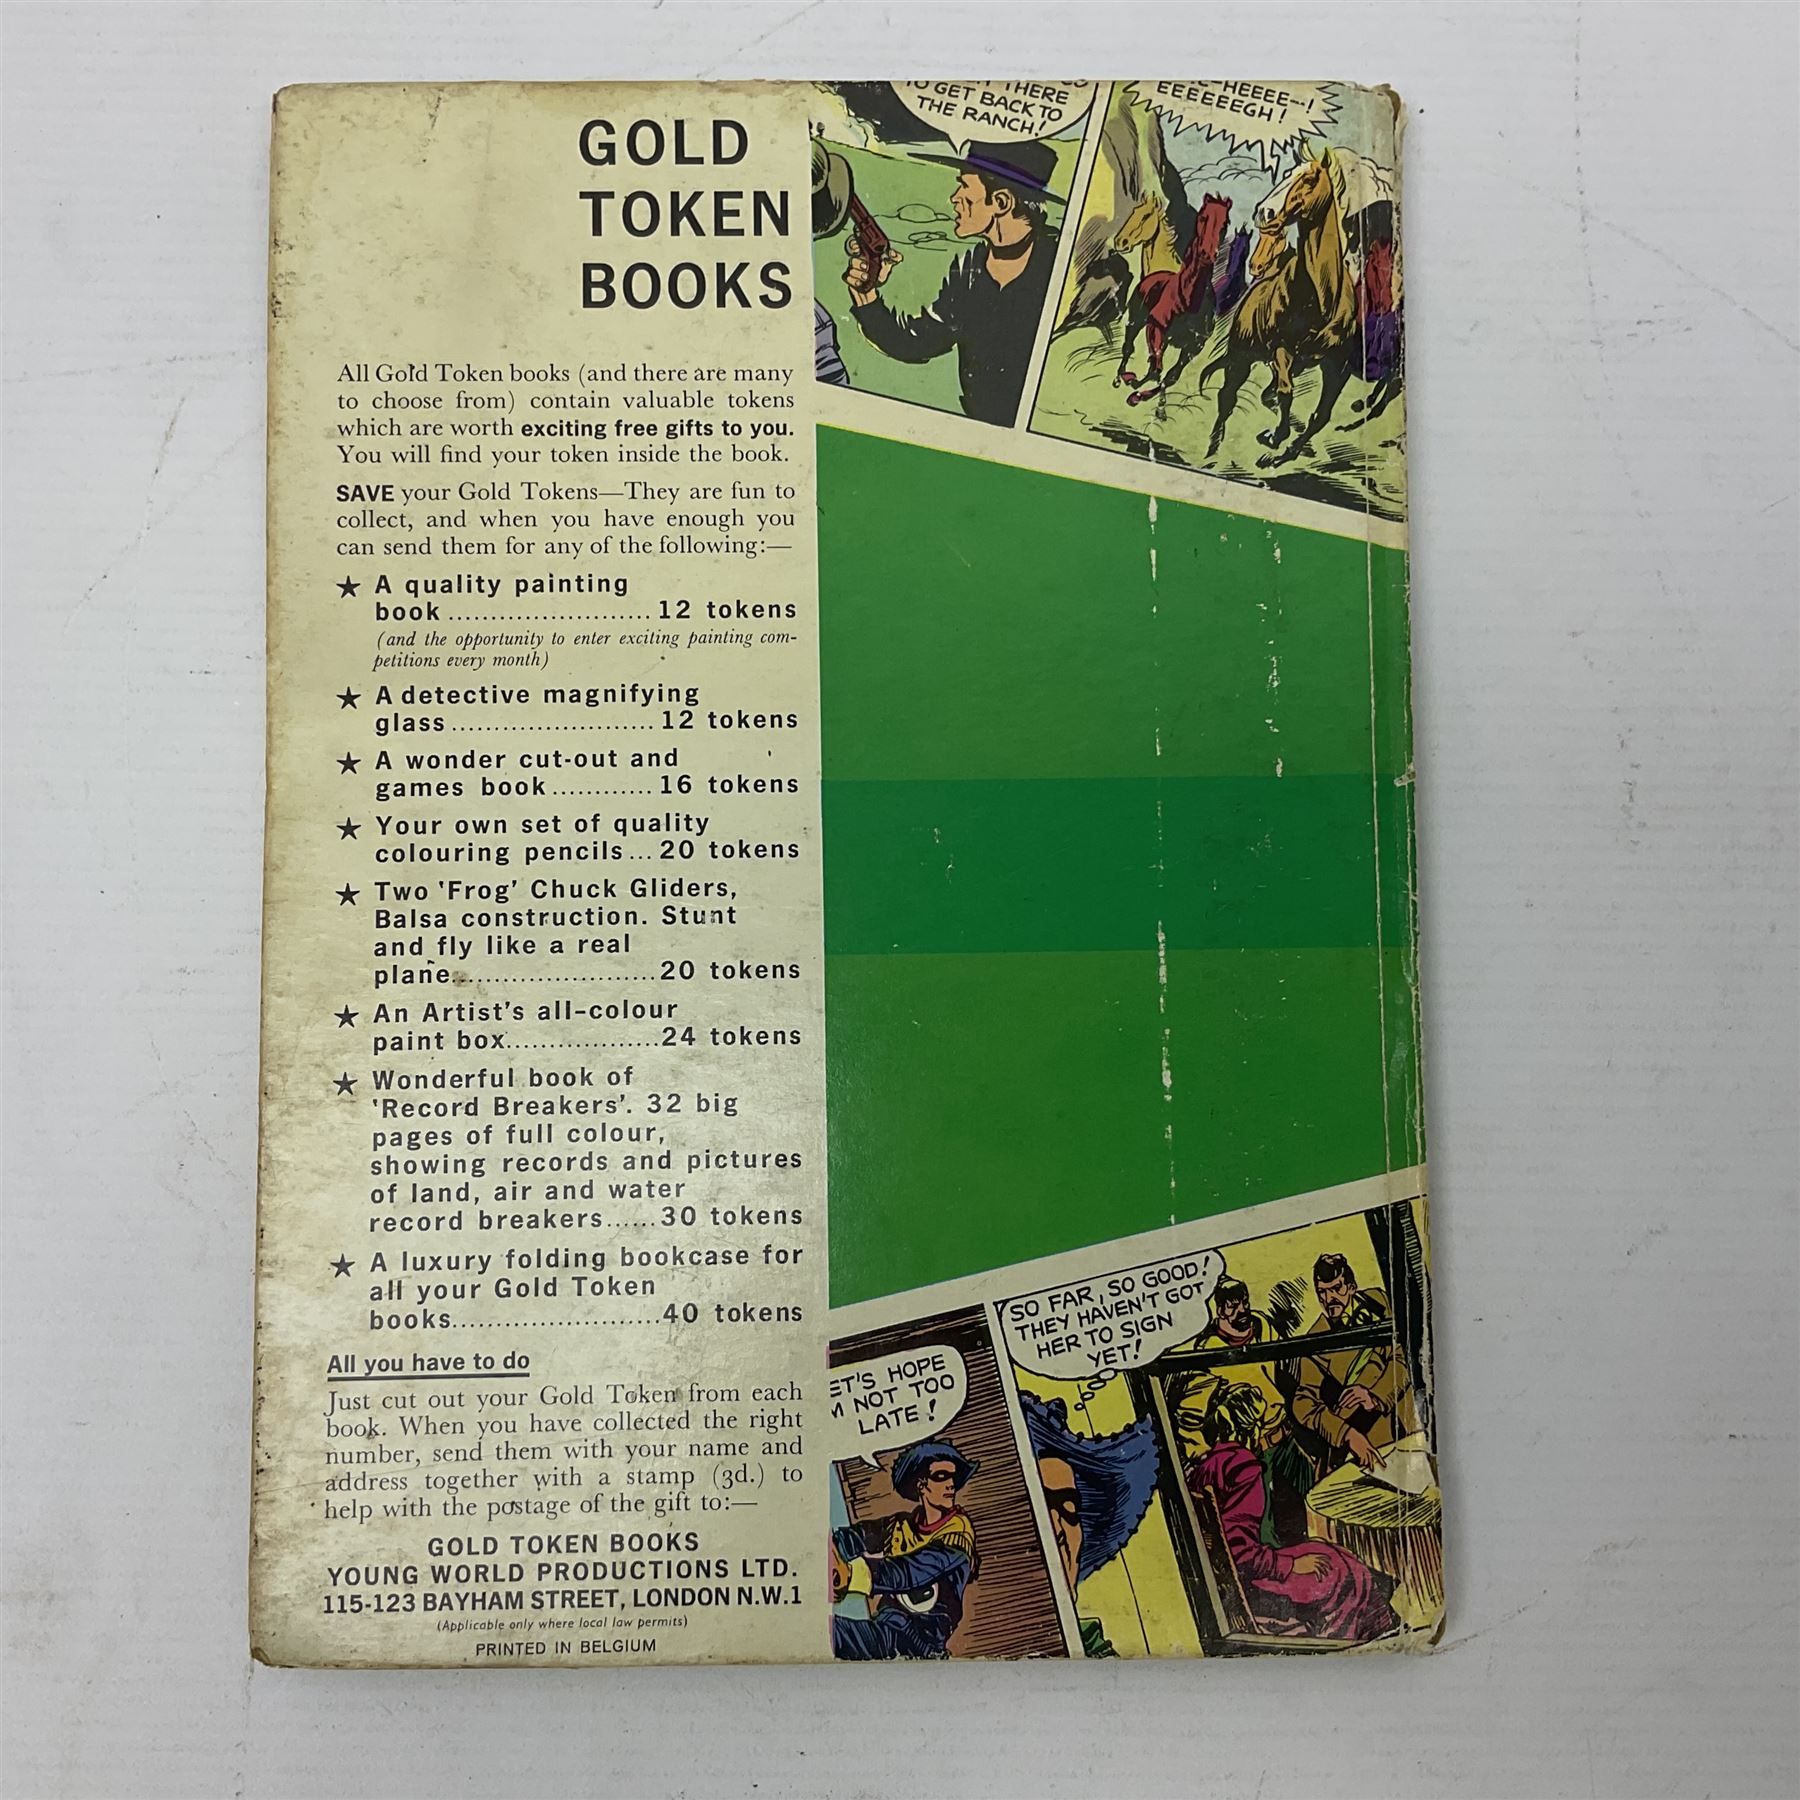 GOLD
TOKEN
BOOKS
All Gold Token books (and there are many
to choose from) contain valuable tokens
which are worth exciting free gifts to you.
You will find your token inside the book.
SAVE your Gold Tokens—They are fun to
collect, and when you have enough you
can send them for any of the following:—
★ A quality painting
book........................12 tokens
(and the opportunity to enter exciting painting com-
petitions every month)
★ A detective magnifying
glass........................12 tokens
★ A wonder cut-out and
games book............16 tokens
★ Your own set of quality
colouring pencils...20 tokens
★ Two 'Frog' Chuck Gliders,
Balsa construction. Stunt
and fly like a real
plane........................20 tokens
★ An Artist's all-colour
paint box..................24 tokens
★ Wonderful book of
'Record Breakers'. 32 big
pages of full colour,
showing records and pictures
of land, air and water
record breakers......30 tokens
★ A luxury folding bookcase for
all your Gold Token
books........................40 tokens
All you have to do
Just cut out your Gold Token from each
book. When you have collected the right
number, send them with your name and
address together with a stamp (3d.) to
help with the postage of the gift to:—
GOLD TOKEN BOOKS
YOUNG WORLD PRODUCTIONS LTD.
115-123 BAYHAM STREET, LONDON N.W.1
(Applicable only where local law permits)
PRINTED IN BELGIUM
THERE
TO GET BACK TO
THE RANCH!
HEEEE--!
EEEEEEGH!
ET'S HOPE
M NOT TOO
LATE!
SO FAR, SO GOOD!
THEY HAVEN'T GOT
HER TO SIGN
YET!